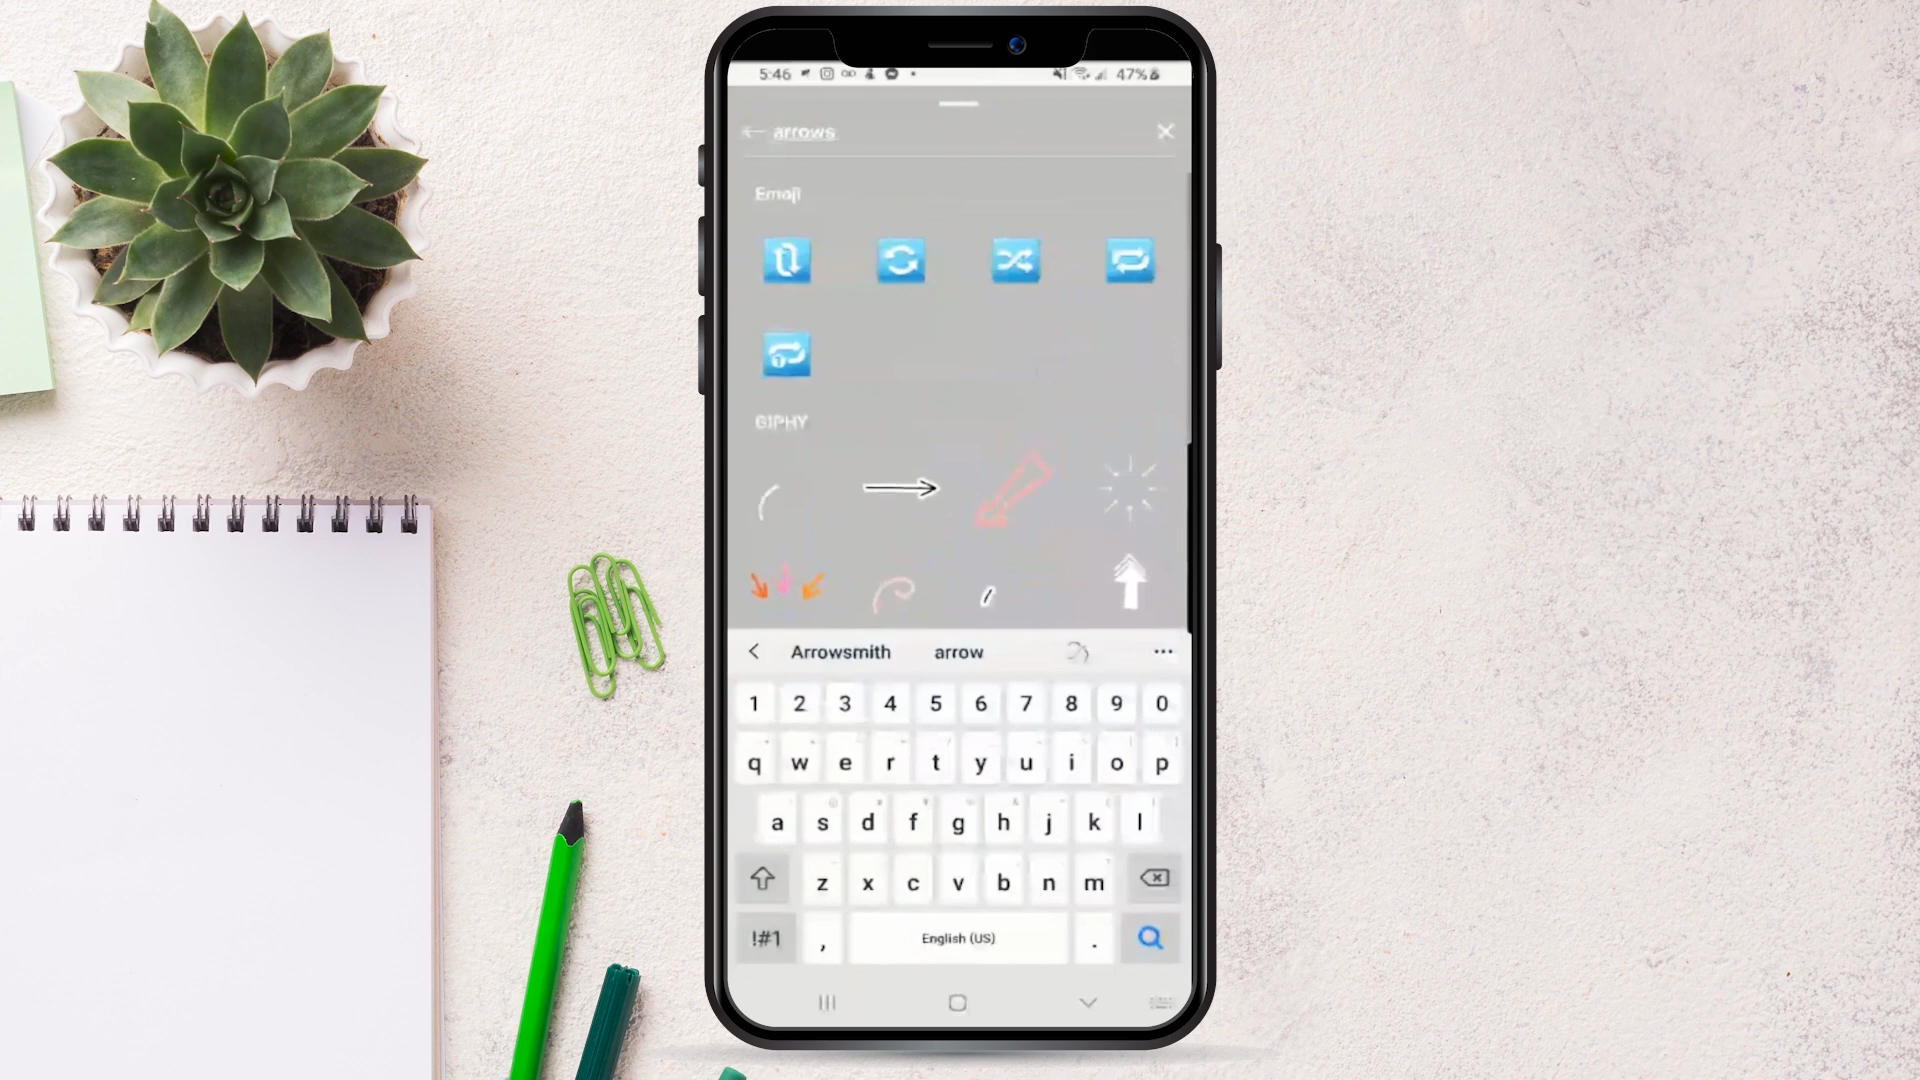 5:46 47%
arrows
Emoji
GIPHY
Arrowsmith arrow
1 2 3 4 5 6 7 8 9 0
q w e r t y u i o p
a s d f g h j k l
z x c v b n m
!#1 , English (US) .